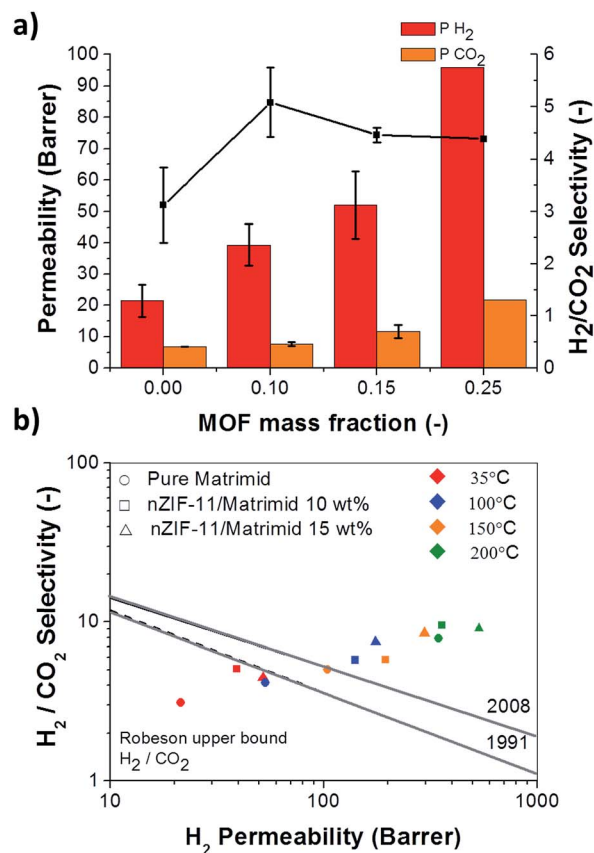 a)
P H2
P CO2
100
90
80
70
60
50
40
30
20
10
0
Permeability (Barrer)
6
5
4
3
2
1
0
H2/CO2 Selectivity (-)
0.00 0.10 0.15 0.25
MOF mass fraction (-)
b)
100
10
1
H2 / CO2 Selectivity (-)
Pure Matrimid
nZIF-11/Matrimid 10 wt%
nZIF-11/Matrimid 15 wt%
35°C
100°C
150°C
200°C
2008
1991
Robeson upper bound
H2 / CO2
10 100 1000
H2 Permeability (Barrer)